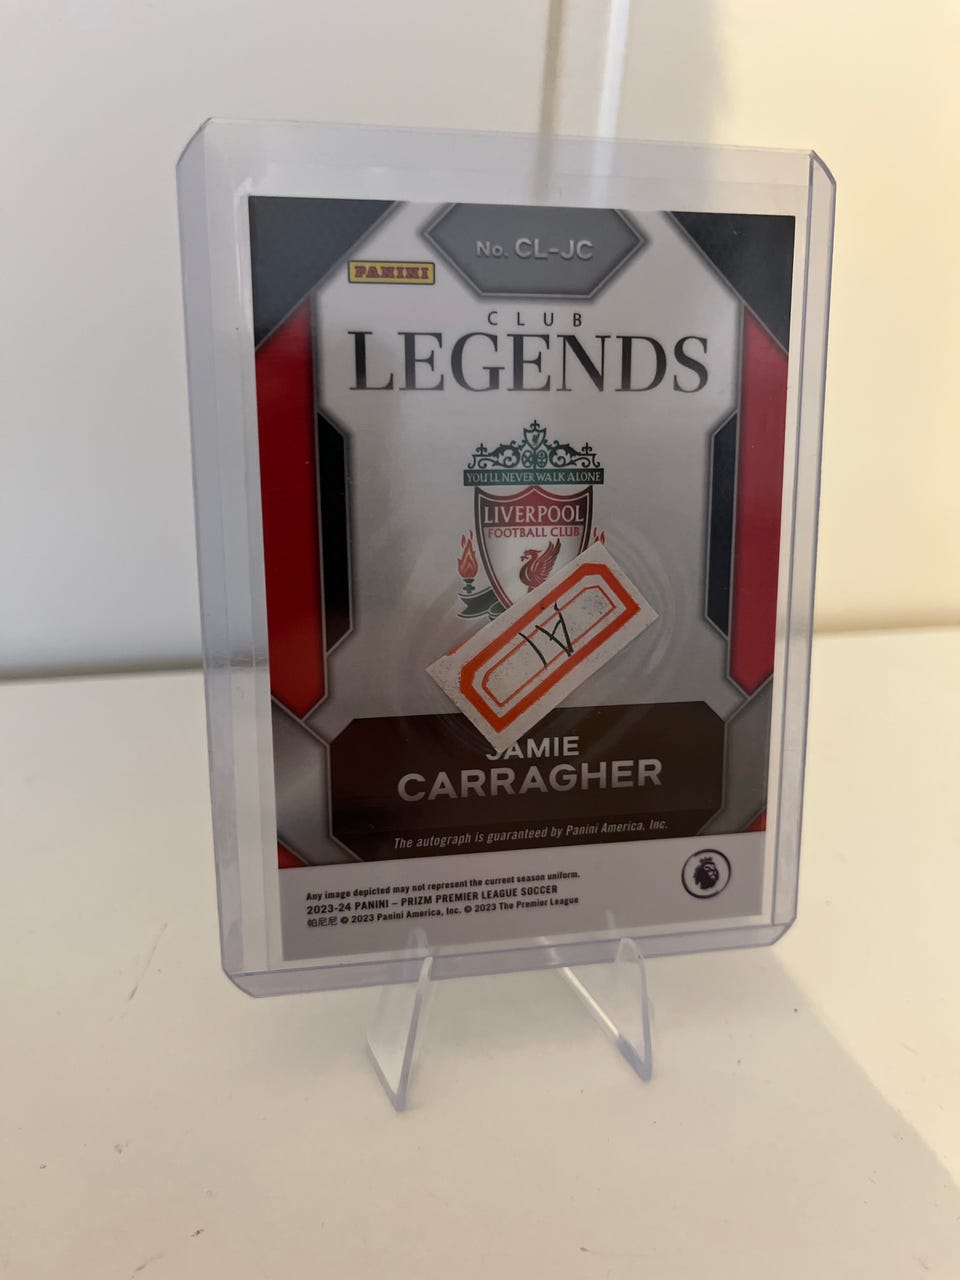 No. CL-JC
PANINI
CLUB
LEGENDS
YOU'LL NEVER WALK ALONE
LIVERPOOL
FOOTBALL CLUB
JAMIE
CARRAGHER
The autograph is guaranteed by Panini America, Inc.
Any image depicted may not represent the current season uniform.
2023-24 PANINI – PRIZM PREMIER LEAGUE SOCCER
帕尼尼 © 2023 Panini America, Inc. © 2023 The Premier League